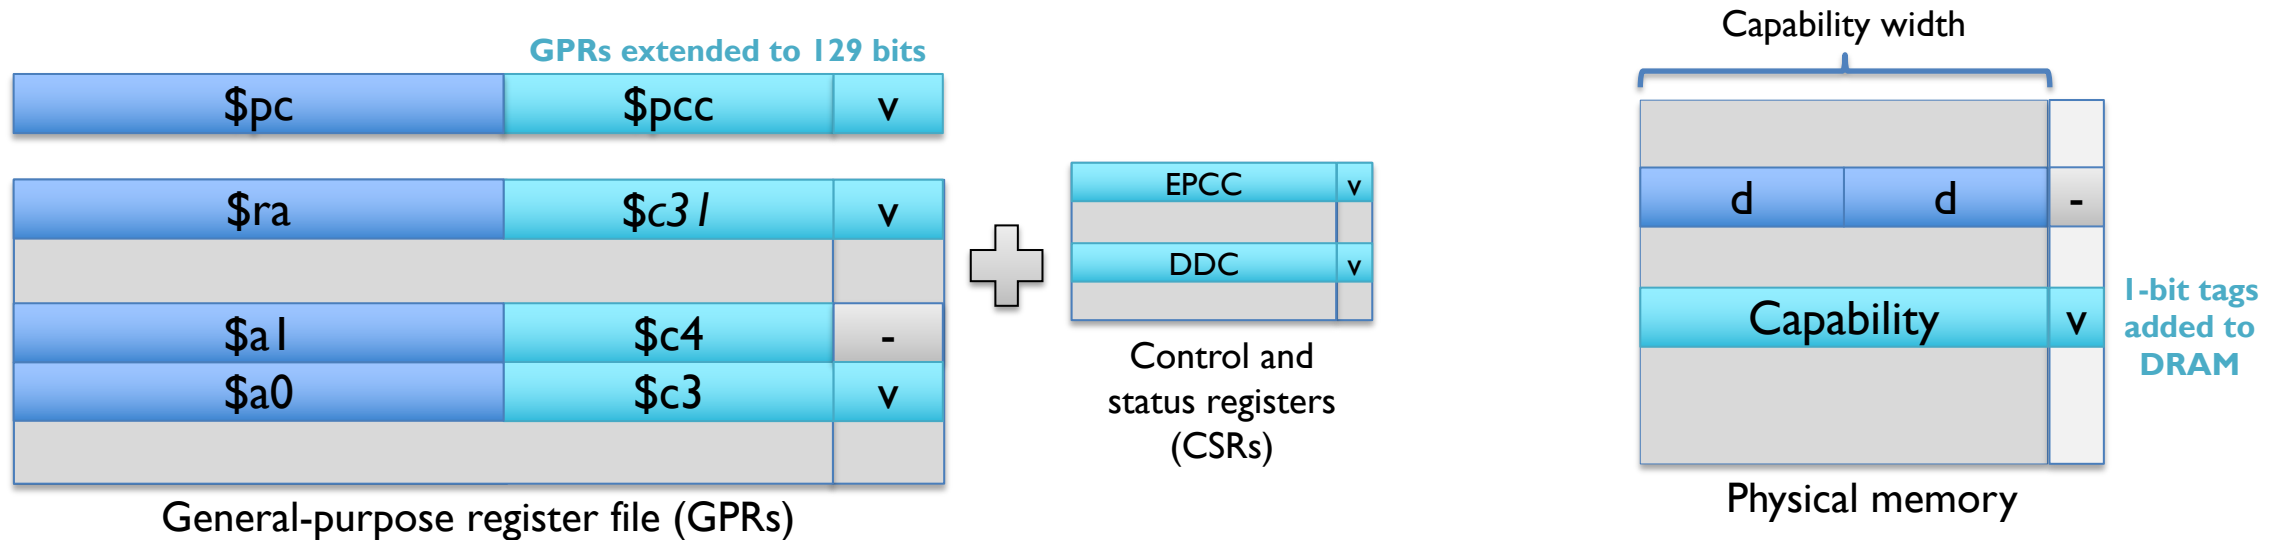 GPRs extended to 129 bits
$pc $pcc v
$ra $c31 v
$a1 $c4 -
$a0 $c3 v
General-purpose register file (GPRs)
EPCC v
DDC v
Control and
status registers
(CSRs)
Capability width
d d -
Capability v
1-bit tags
added to
DRAM
Physical memory